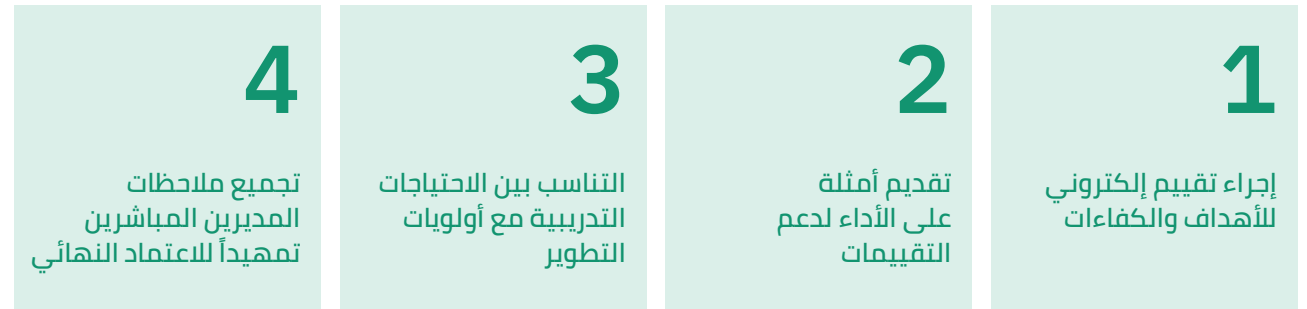 1
إجراء تقييم إلكتروني
للأهداف والكفاءات
2
تقديم أمثلة
على الأداء لدعم
التقييمات
3
التناسب بين الاحتياجات
التدريبية مع أولويات
التطوير
4
تجميع ملاحظات
المديرين المباشرين
تمهيداً للاعتماد النهائي